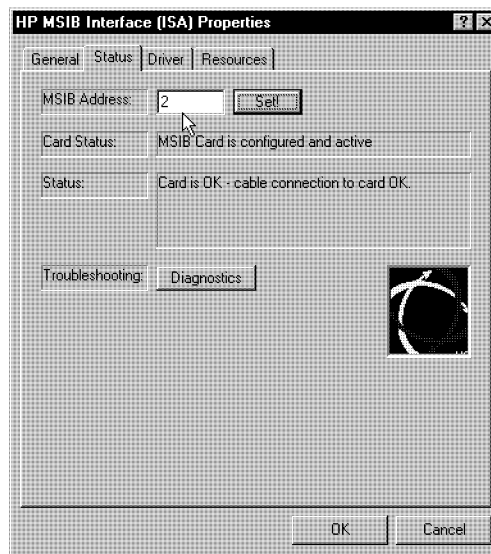 HP MSIB Interface (ISA) Properties
General Status Driver Resources
MSIB Address: 2 Set!
Card Status: MSIB Card is configured and active
Status: Card is OK - cable connection to card OK.
Troubleshooting: Diagnostics
OK Cancel